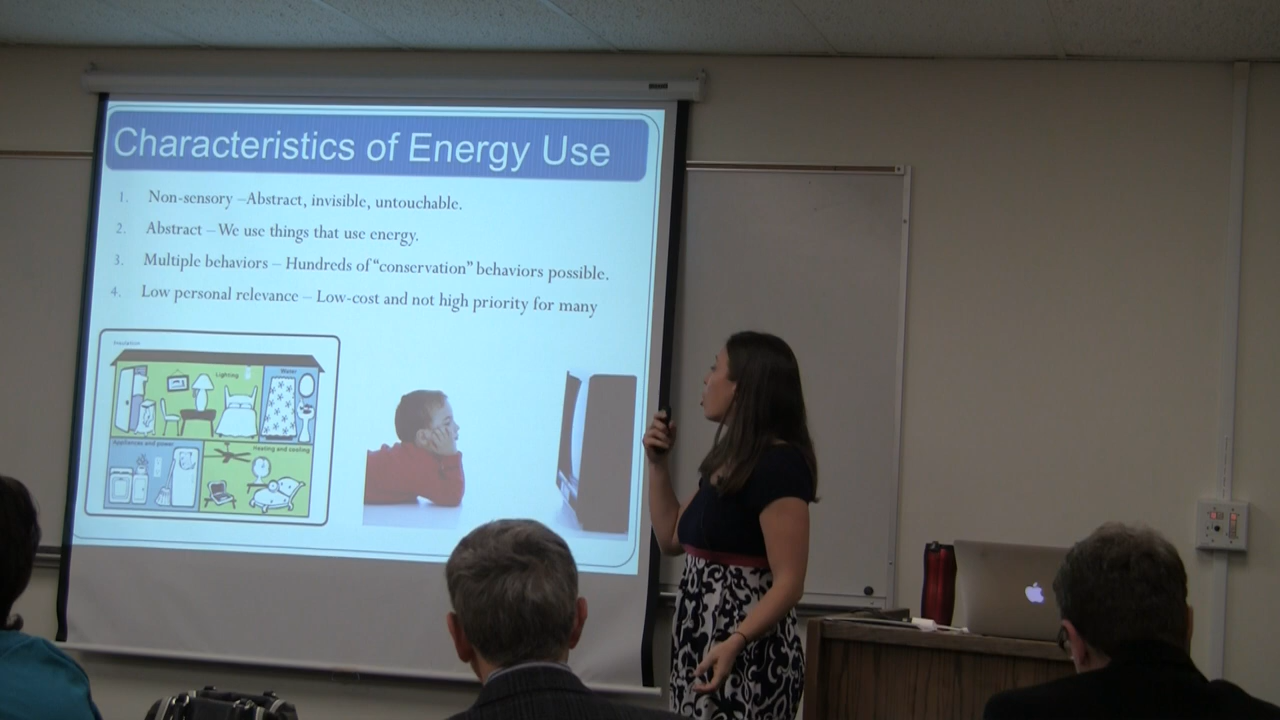 Characteristics of Energy Use
1. Non-sensory –Abstract, invisible, untouchable.
2. Abstract – We use things that use energy.
3. Multiple behaviors – Hundreds of “conservation” behaviors possible.
4. Low personal relevance – Low-cost and not high priority for many
Insulation
Lighting
Water
Appliances and power
Heating and cooling